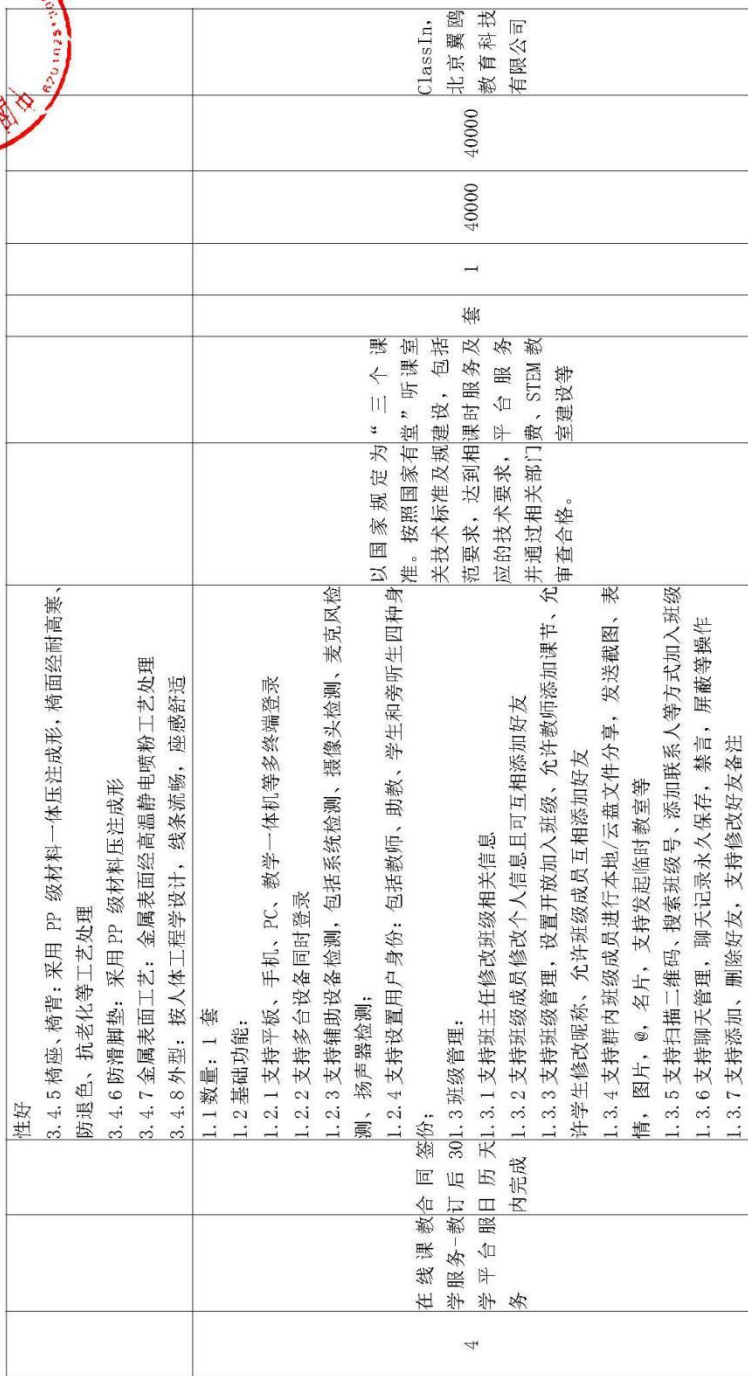 性好
3.4.5 椅座、椅背：采用 PP 级材料一体压注成形，椅面经耐高寒、
防退色、抗老化等工艺处理
3.4.6 防滑脚垫：采用 PP 级材料压注成形
3.4.7 金属表面工艺：金属表面经高温静电喷粉工艺处理
3.4.8 外型：按人体工程学设计，线条流畅，座感舒适
4
在线课教
学服务-教
学平台服
务
合同签
订后 30
日历天
内完成
1.1 数量：1 套
1.2 基础功能：
1.2.1 支持平板、手机、PC、教学一体机等多终端登录
1.2.2 支持多台设备同时登录
1.2.3 支持辅助设备检测，包括系统检测、摄像头检测、麦克风检
测、扬声器检测；
1.2.4 支持设置用户身份：包括教师、助教、学生和旁听生四种身
份；
1.3 班级管理：
1.3.1 支持班主任修改班级相关信息
1.3.2 支持班级成员修改个人信息且可互相添加好友
1.3.3 支持班级管理，设置开放加入班级、允许教师添加课节、允
许学生修改昵称、允许班级成员互相添加好友
1.3.4 支持群内班级成员进行本地/云盘文件分享，发送截图、表
情，图片，@，名片，支持发起临时教室等
1.3.5 支持扫描二维码、搜索班级号、添加联系人等方式加入班级
1.3.6 支持聊天管理，聊天记录永久保存，禁言，屏蔽等操作
1.3.7 支持添加、删除好友，支持修改好友备注
以国家规定为
准。按照国家有
关技术标准及规
范要求，达到相
应的技术要求，
并通过相关部门
审查合格。
“三个课
堂”听课室
建设，包括
课时服务及
平台服务
费、STEM 教
室建设等
套
1
40000
40000
ClassIn，
北京翼鸥
教育科技
有限公司